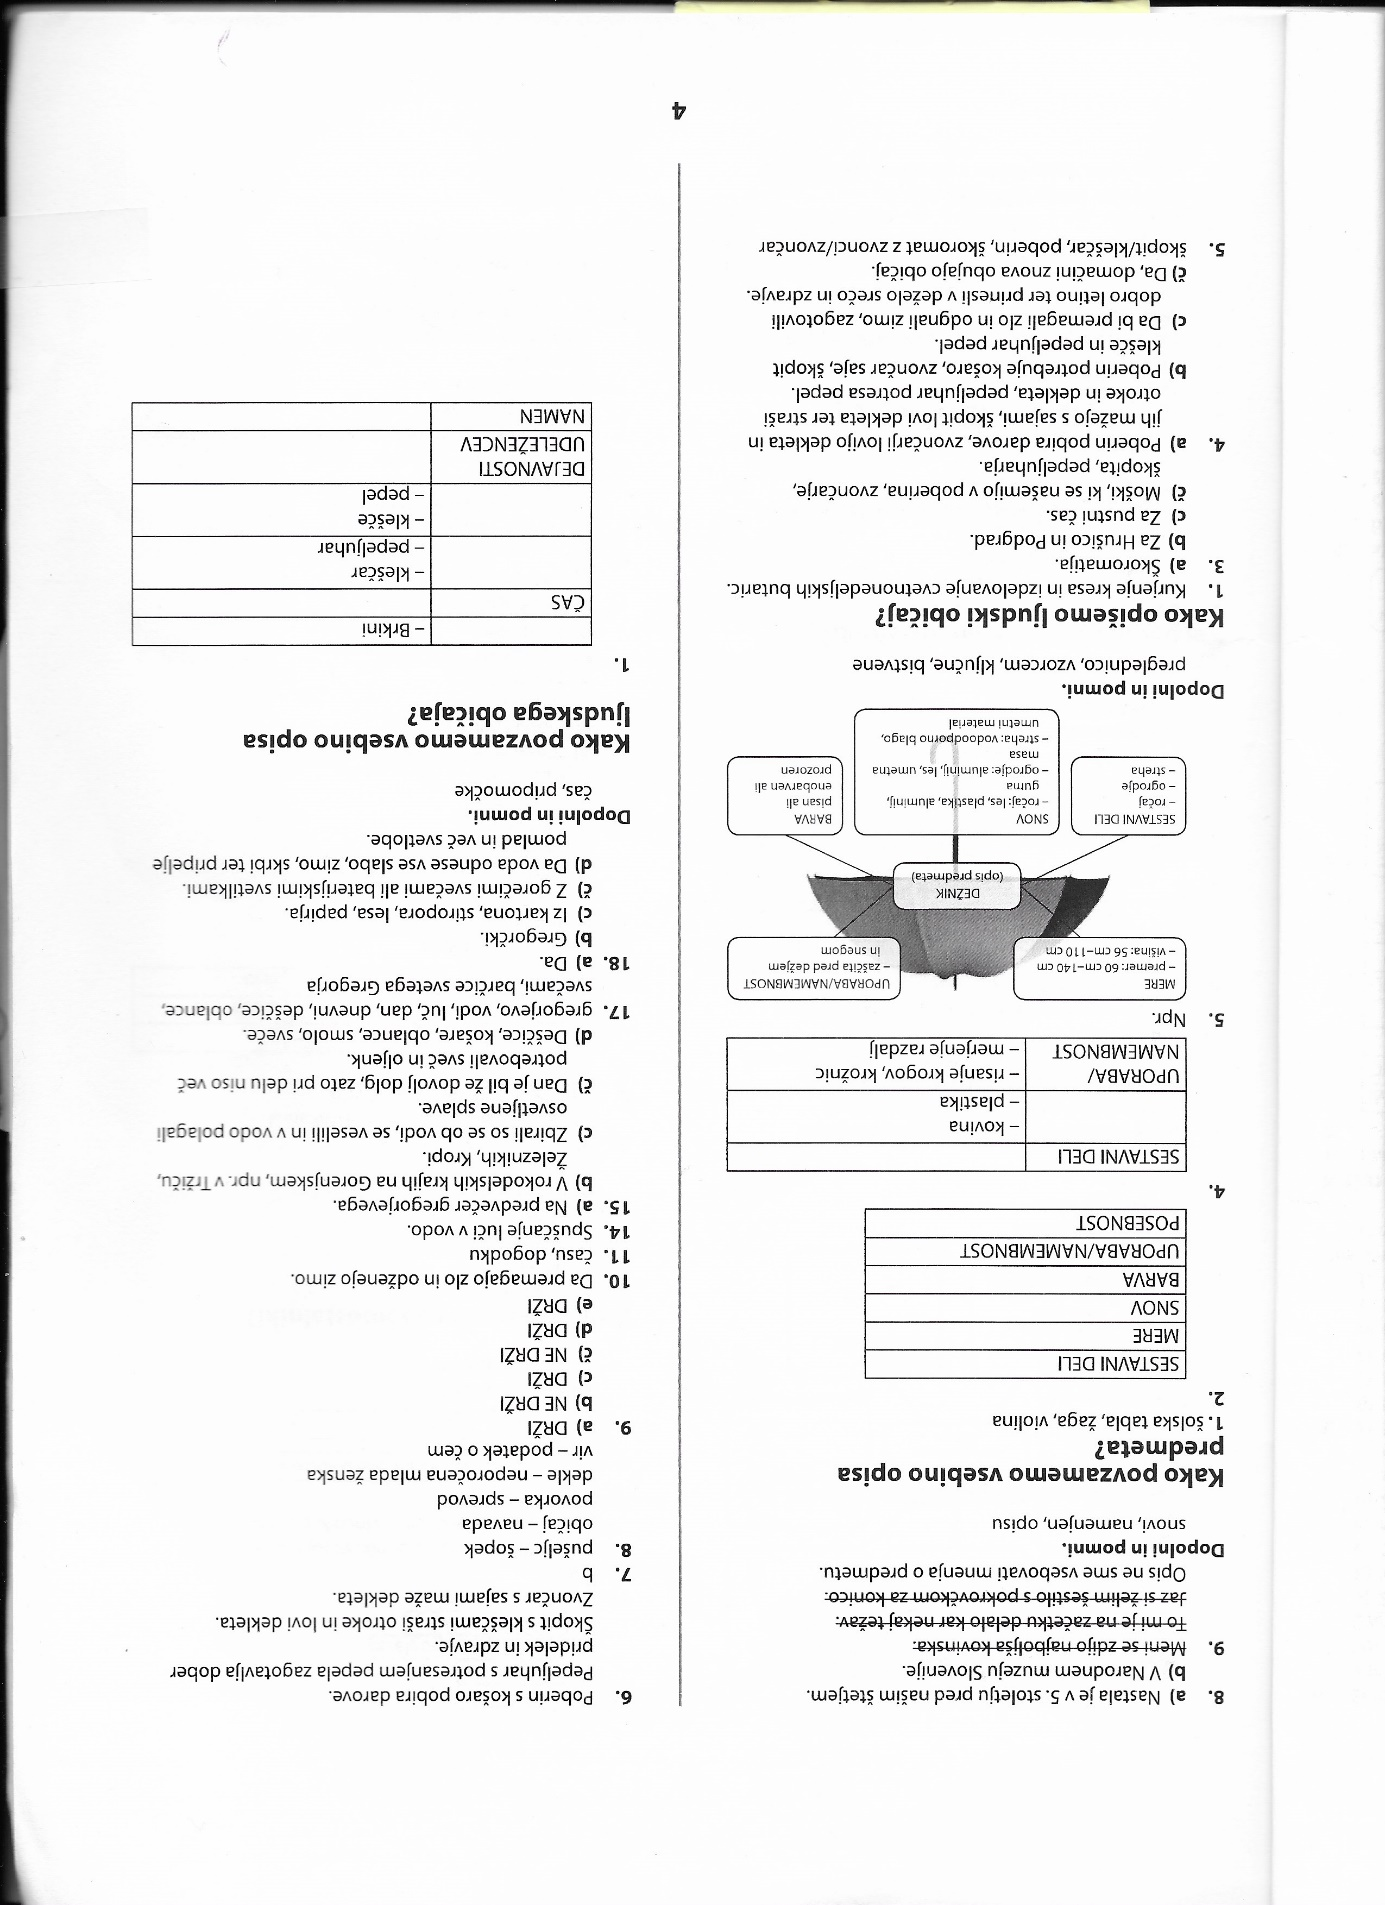 8. a) Nastala je v 5. stoletju pred našim štetjem.
b) V Narodnem muzeju Slovenije.
9. Meni se zdijo najboljša kovinska.
To mi je na začetku delalo kar nekaj težav.
Jaz si želim šestilo s pokrovčkom za konico.
Opis ne sme vsebovati mnenja o predmetu.
Dopolni in pomni.
snovi, namenjen, opisu
Kako povzamemo vsebino opisa
predmeta?
1. šolska tabla, žaga, violina
2.
SESTAVNI DELI
MERE
SNOV
BARVA
UPORABA/NAMEMBNOST
POSEBNOST
4.
SESTAVNI DELI
– kovina
– plastika
UPORABA/
NAMEMBNOST
– risanje krogov, krožnic
– merjenje razdalj
5. Npr.
MERE
– premer: 60 cm–140 cm
– višina: 56 cm–110 cm
UPORABA/NAMEMBNOST
– zaščita pred dežjem
in snegom
DEŽNIK
(opis predmeta)
SESTAVNI DELI
– ročaj
– ogrodje
– streha
SNOV
– ročaj: les, plastika, aluminij,
guma
– ogrodje: aluminij, les, umetna
masa
– streha: vodoodporno blago,
umetni material
BARVA
pisan ali
enobarven ali
prozoren
Dopolni in pomni.
preglednico, vzorcem, ključne, bistvene
Kako opišemo ljudski običaj?
1. Kurjenje kresa in izdelovanje cvetnonedeljskih butaric.
3. a) Škoromatija.
b) Za Hrušico in Podgrad.
c) Za pustni čas.
č) Moški, ki se našemijo v poberina, zvončarje,
škopita, pepeljuharja.
4. a) Poberin pobira darove, zvončarji lovijo dekleta in
jih mažejo s sajami, škopit lovi dekleta ter straši
otroke in dekleta, pepeljuhar potresa pepel.
b) Poberin potrebuje košaro, zvončar saje, škopit
klešče in pepeljuhar pepel.
c) Da bi premagali zlo in odgnali zimo, zagotovili
dobro letino ter prinesli v deželo srečo in zdravje.
č) Da, domačini znova obujajo običaj.
5. škopit/kleščar, poberin, škoromat z zvonci/zvončar
6. Poberin s košaro pobira darove.
Pepeljuhar s potresanjem pepela zagotavlja dober
pridelek in zdravje.
Škopit s kleščami straši otroke in lovi dekleta.
Zvončar s sajami maže dekleta.
7. b
8. pušeljc – šopek
običaj – navada
povorka – sprevod
dekle – neporočena mlada ženska
vir – podatek o čem
9. a) DRŽI
b) NE DRŽI
c) DRŽI
č) NE DRŽI
d) DRŽI
e) DRŽI
10. Da premagajo zlo in odženejo zimo.
11. času, dogodku
14. Spuščanje luči v vodo.
15. a) Na predvečer gregorjevega.
b) V rokodelskih krajih na Gorenjskem, npr. v Tržiču,
Železnikih, Kropi.
c) Zbirali so se ob vodi, se veselili in v vodo polagali
osvetljene splave.
č) Dan je bil že dovolj dolg, zato pri delu niso več
potrebovali sveč in oljenk.
d) Deščice, košare, oblance, smolo, sveče.
17. gregorjevo, vodi, luč, dan, dnevni, deščice, oblance,
svečami, barčice svetega Gregorja
18. a) Da.
b) Gregorčki.
c) Iz kartona, stiropora, lesa, papirja.
č) Z gorečimi svečami ali baterijskimi svetilkami.
d) Da voda odnese vse slabo, zimo, skrbi ter pripelje
pomlad in več svetlobe.
Dopolni in pomni.
čas, pripomočke
Kako povzamemo vsebino opisa
ljudskega običaja?
1.
– Brkini
ČAS
– kleščar
– pepeljuhar
– klešče
– pepel
DEJAVNOSTI
UDELEŽENCEV
NAMEN
4